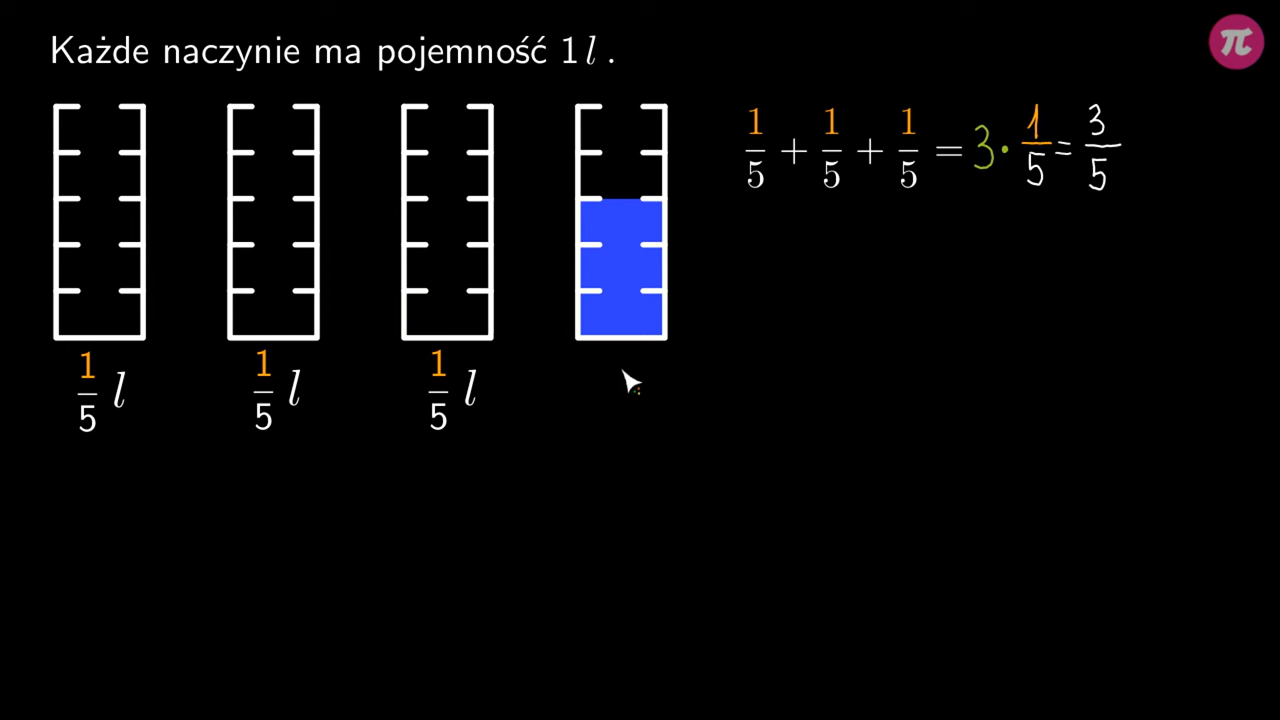 Każde naczynie ma pojemność 1 l .
1/5 + 1/5 + 1/5 = 3 · 1/5 = 3/5
1/5 l 1/5 l 1/5 l
π